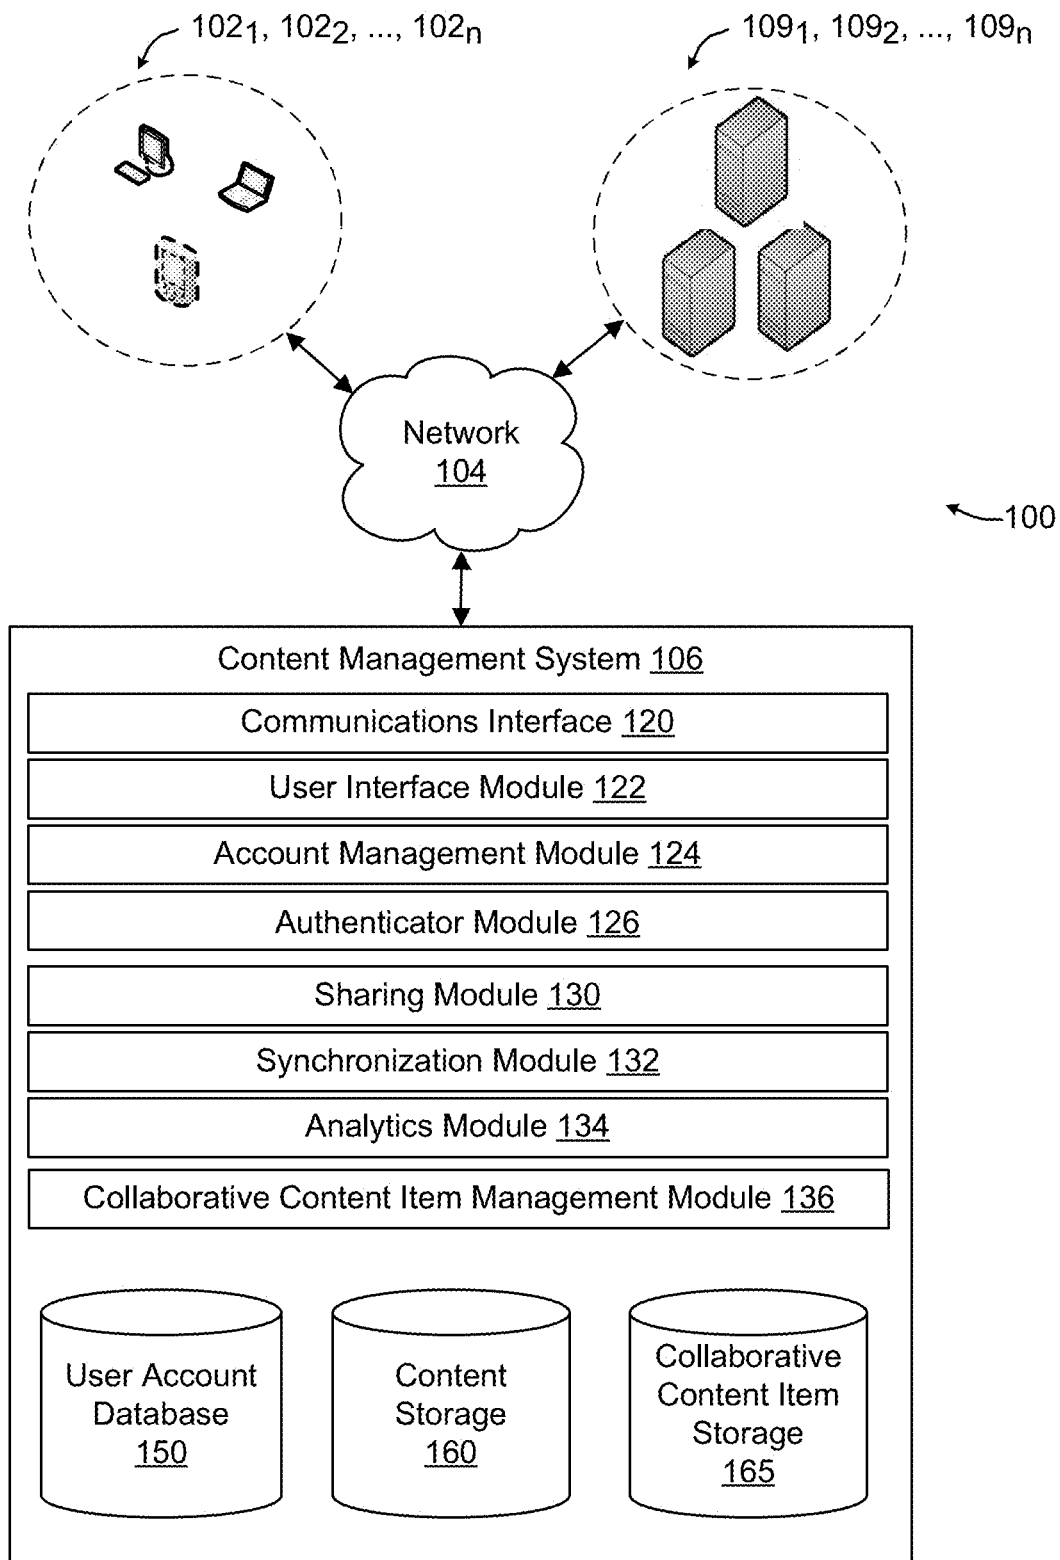 102₁, 102₂, ..., 102ₙ
109₁, 109₂, ..., 109ₙ
Network
104
100
Content Management System 106
Communications Interface 120
User Interface Module 122
Account Management Module 124
Authenticator Module 126
Sharing Module 130
Synchronization Module 132
Analytics Module 134
Collaborative Content Item Management Module 136
User Account
Database
150
Content
Storage
160
Collaborative
Content Item
Storage
165